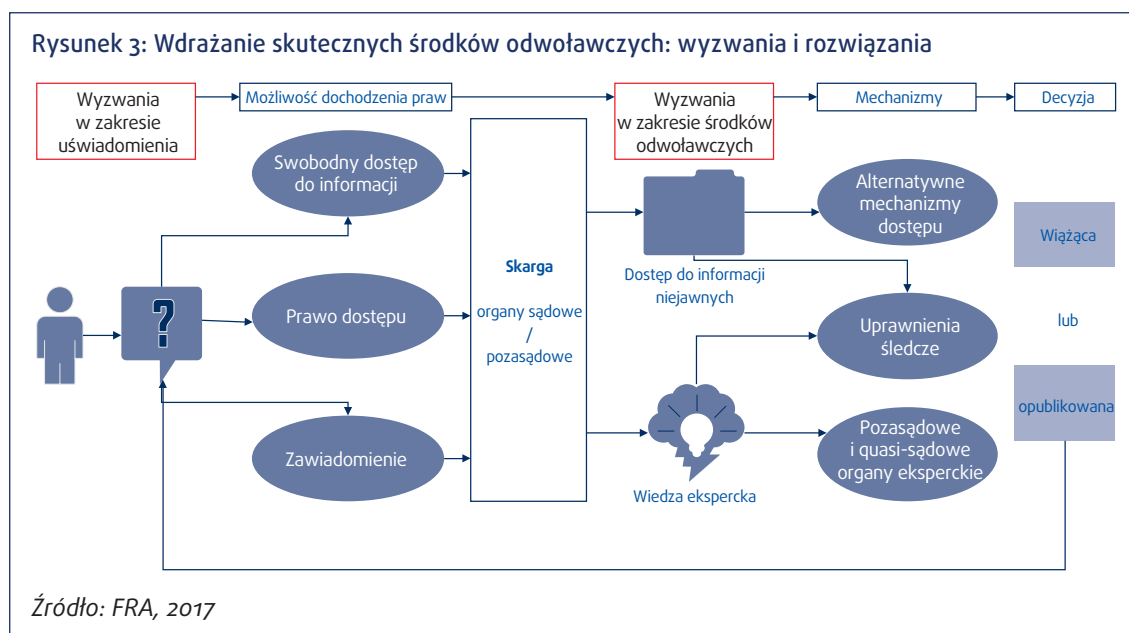 Rysunek 3: Wdrażanie skutecznych środków odwoławczych: wyzwania i rozwiązania
Wyzwania
w zakresie
uświadomienia
Możliwość dochodzenia praw
Wyzwania
w zakresie środków
odwoławczych
Mechanizmy
Decyzja
Swobodny dostęp
do informacji
?
Prawo dostępu
Zawiadomienie
Skarga
organy sądowe
/
pozasądowe
Dostęp do informacji
niejawnych
Wiedza ekspercka
Alternatywne
mechanizmy
dostępu
Uprawnienia
śledcze
Pozasądowe
i quasi-sądowe
organy eksperckie
Wiążąca
lub
opublikowana
Źródło: FRA, 2017